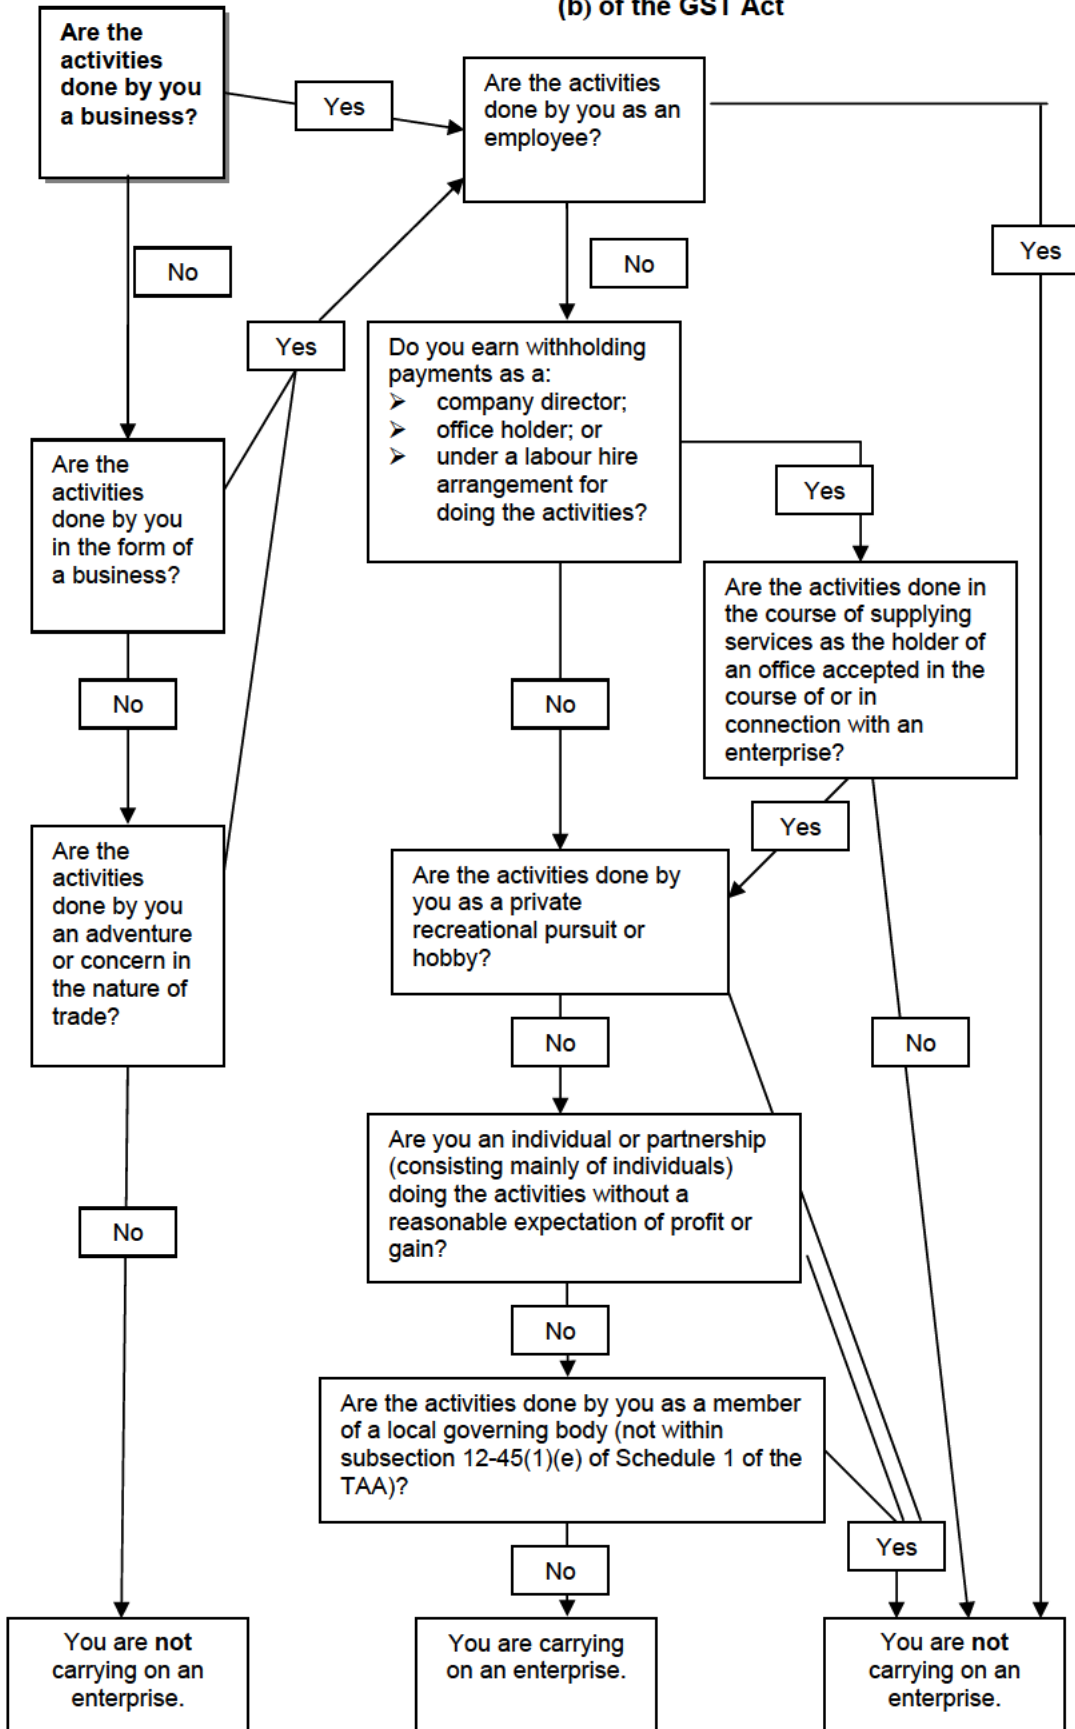 (b) of the GST Act
Are the
activities
done by you
a business?
Yes
Are the activities
done by you as an
employee?
Yes
No
No
Yes
Do you earn withholding
payments as a:
➢ company director;
➢ office holder; or
➢ under a labour hire
arrangement for
doing the activities?
Are the
activities
done by you
in the form of
a business?
Yes
Are the activities done in
the course of supplying
services as the holder of
an office accepted in the
course of or in
connection with an
enterprise?
No
No
Yes
Are the
activities
done by you
an adventure
or concern in
the nature of
trade?
Are the activities done by
you as a private
recreational pursuit or
hobby?
No
No
Are you an individual or partnership
(consisting mainly of individuals)
doing the activities without a
reasonable expectation of profit or
gain?
No
No
Are the activities done by you as a member
of a local governing body (not within
subsection 12-45(1)(e) of Schedule 1 of the
TAA)?
Yes
No
You are not
carrying on an
enterprise.
You are carrying
on an enterprise.
You are not
carrying on an
enterprise.